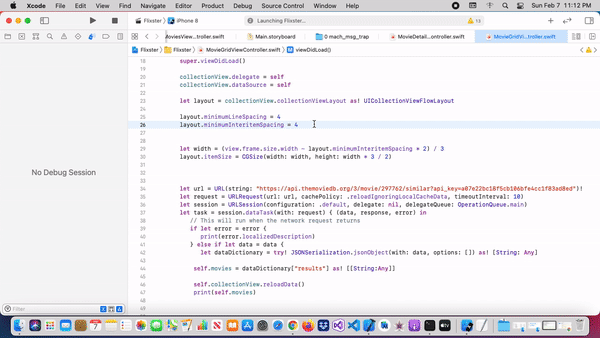 Xcode File Edit View Find Navigate Editor Product Debug Source Control Window Help
Sun Feb 7 11:12 PM
Flixster iPhone 8 Launching Flixster... 13
MoviesView...troller.swift Main.storyboard 0 mach_msg_trap MovieDetail...ontroller.swift MovieGridVi...troller.swift
Flixster Flixster MovieGridViewController.swift viewDidLoad()
No Debug Session
18 super.viewDidLoad()
19
20 collectionView.delegate = self
21 collectionView.dataSource = self
22
23 let layout = collectionView.collectionViewLayout as! UICollectionViewFlowLayout
24
25 layout.minimumLineSpacing = 4
26 layout.minimumInteritemSpacing = 4
27
28
29 let width = (view.frame.size.width - layout.minimumInteritemSpacing * 2) / 3
30 layout.itemSize = CGSize(width: width, height: width * 3 / 2)
31
32
33
34 let url = URL(string: "https://api.themoviedb.org/3/movie/297762/similar?api_key=a07e22bc18f5cb106bfe4cc1f83ad8ed")!
35 let request = URLRequest(url: url, cachePolicy: .reloadIgnoringLocalCacheData, timeoutInterval: 10)
36 let session = URLSession(configuration: .default, delegate: nil, delegateQueue: OperationQueue.main)
37 let task = session.dataTask(with: request) { (data, response, error) in
38 // This will run when the network request returns
39 if let error = error {
40 print(error.localizedDescription)
41 } else if let data = data {
42 let dataDictionary = try! JSONSerialization.jsonObject(with: data, options: []) as! [String: Any]
43
44 self.movies = dataDictionary["results"] as! [[String:Any]]
45
46 self.collectionView.reloadData()
47 print(self.movies)
48
Filter